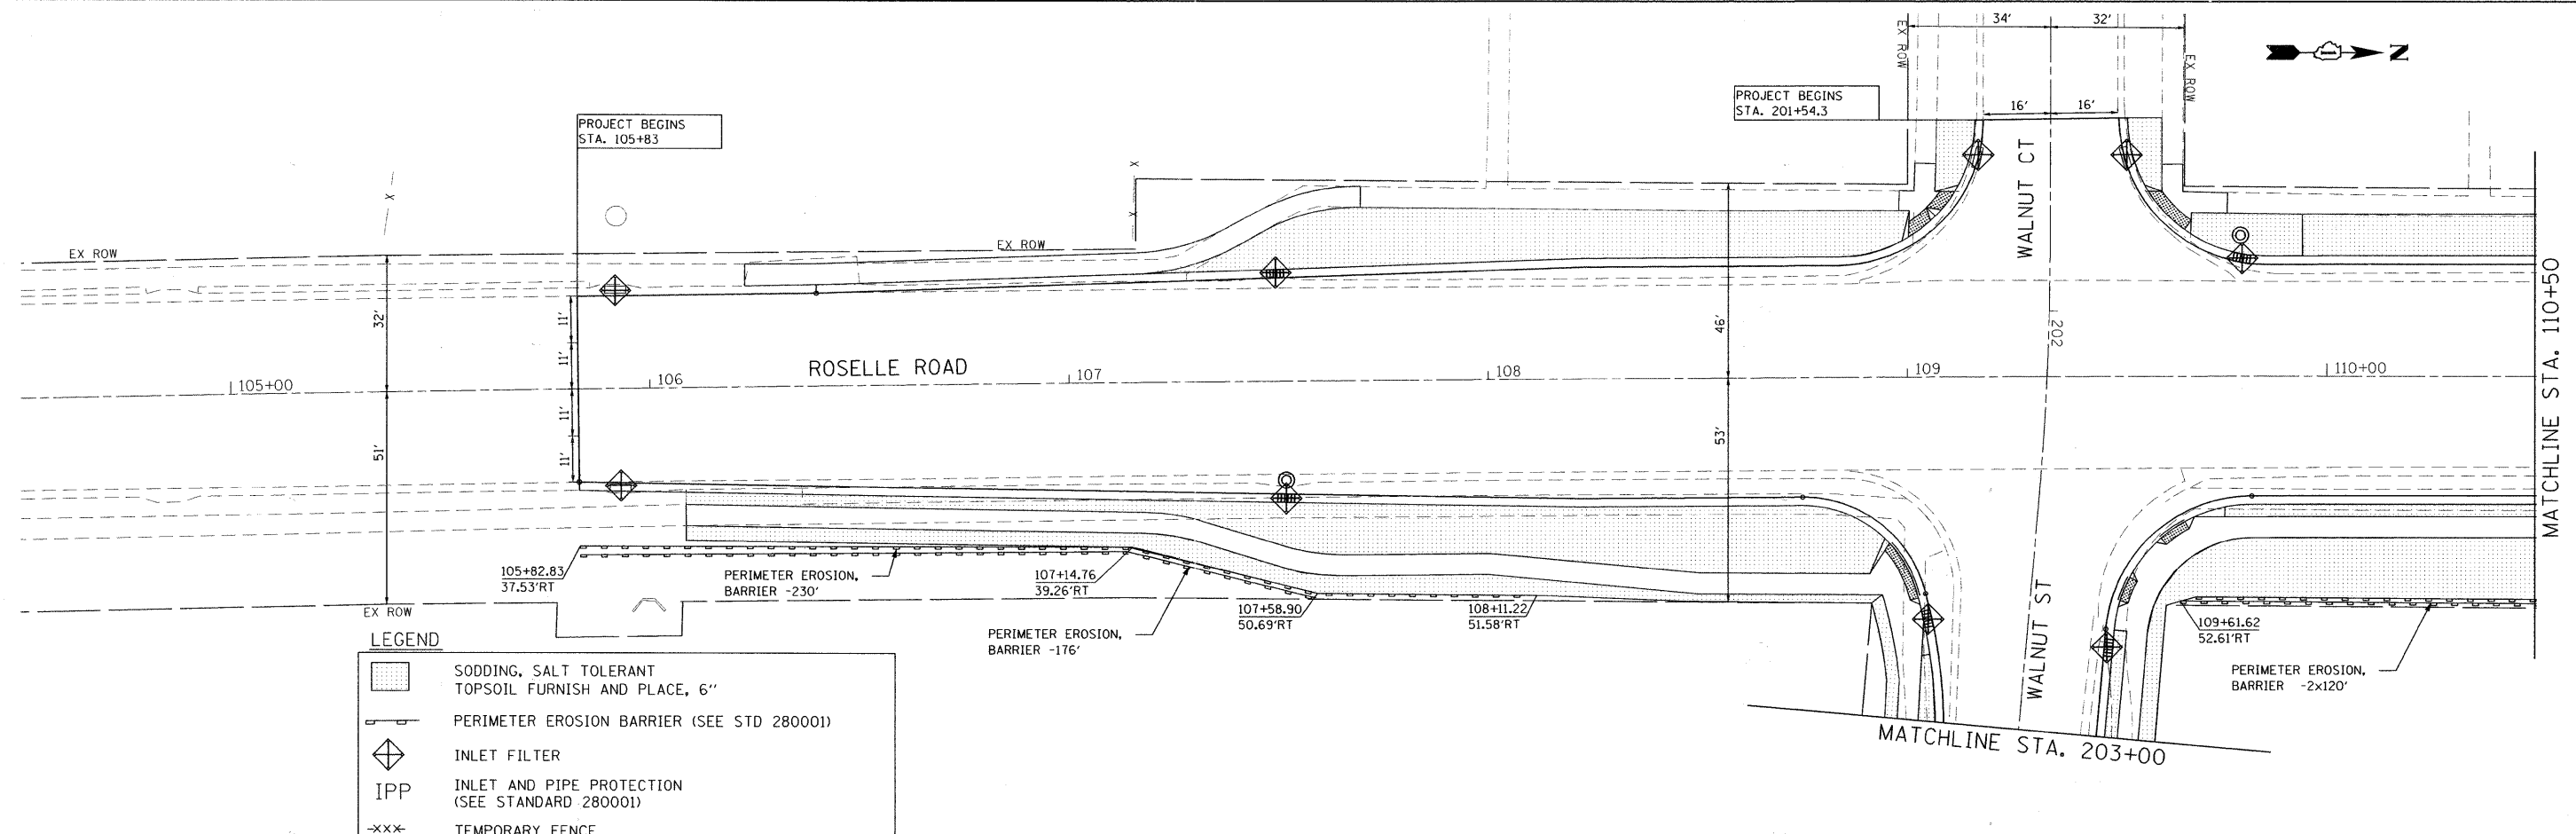 34'
32'
EX ROW
EX ROW
N
PROJECT BEGINS
STA. 201+54.3
16'
16'
PROJECT BEGINS
STA. 105+83
X
X
X
WALNUT CT
EX ROW
EX ROW
32'
11'
11'
11'
11'
51'
46'
53'
ROSELLE ROAD
105+00
106
107
108
109
110+00
202
MATCHLINE STA. 110+50
105+82.83
37.53'RT
PERIMETER EROSION,
BARRIER -230'
107+14.76
39.26'RT
107+58.90
50.69'RT
108+11.22
51.58'RT
PERIMETER EROSION,
BARRIER -176'
109+61.62
52.61'RT
PERIMETER EROSION,
BARRIER -2x120'
WALNUT ST
MATCHLINE STA. 203+00
EX ROW
LEGEND
SODDING, SALT TOLERANT
TOPSOIL FURNISH AND PLACE, 6''
PERIMETER EROSION BARRIER (SEE STD 280001)
INLET FILTER
IPP
INLET AND PIPE PROTECTION
(SEE STANDARD 280001)
-XXX-
TEMPORARY FENCE